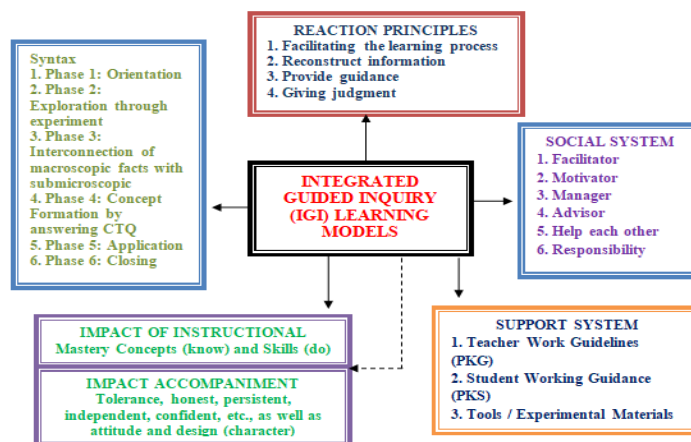 REACTION PRINCIPLES
1. Facilitating the learning process
2. Reconstruct information
3. Provide guidance
4. Giving judgment
Syntax
1. Phase 1: Orientation
2. Phase 2:
Exploration through
experiment
3. Phase 3:
Interconnection of
macroscopic facts with
submicroscopic
4. Phase 4: Concept
Formation by
answering CTQ
5. Phase 5: Application
6. Phase 6: Closing
INTEGRATED
GUIDED INQUIRY
(IGI) LEARNING
MODELS
SOCIAL SYSTEM
1. Facilitator
2. Motivator
3. Manager
4. Advisor
5. Help each other
6. Responsibility
IMPACT OF INSTRUCTIONAL
Mastery Concepts (know) and Skills (do)
IMPACT ACCOMPANIMENT
Tolerance, honest, persistent,
independent, confident, etc., as well as
attitude and design (character)
SUPPORT SYSTEM
1. Teacher Work Guidelines
(PKG)
2. Student Working Guidance
(PKS)
3. Tools / Experimental Materials